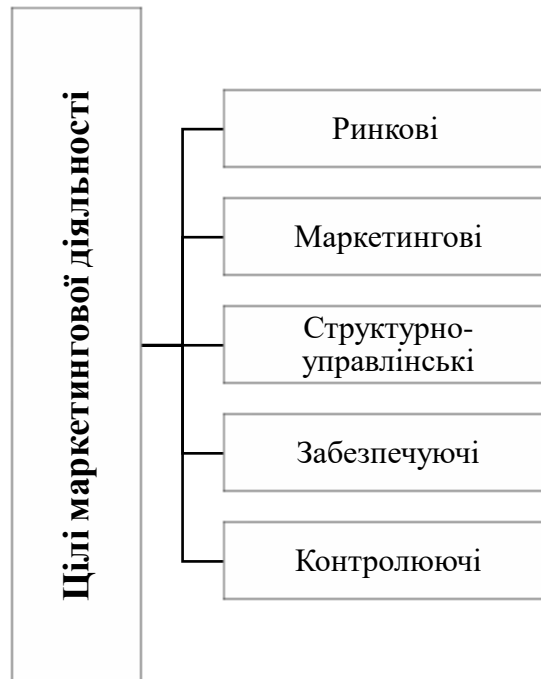 Цілі маркетингової діяльності
Ринкові
Маркетингові
Структурно-
управлінські
Забезпечуючі
Контролюючі